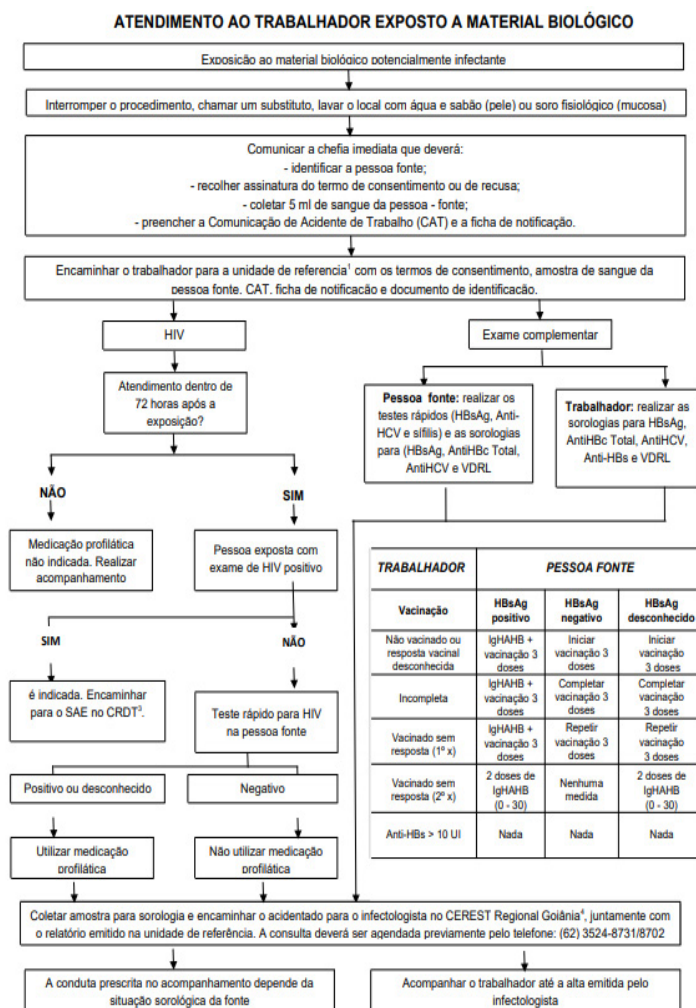 ATENDIMENTO AO TRABALHADOR EXPOSTO A MATERIAL BIOLÓGICO
Exposição ao material biológico potencialmente infectante
Interromper o procedimento, chamar um substituto, lavar o local com água e sabão (pele) ou soro fisiológico (mucosa)
Comunicar a chefia imediata que deverá:
- identificar a pessoa fonte;
- recolher assinatura do termo de consentimento ou de recusa;
- coletar 5 ml de sangue da pessoa - fonte;
- preencher a Comunicação de Acidente de Trabalho (CAT) e a ficha de notificação.
Encaminhar o trabalhador para a unidade de referencia¹ com os termos de consentimento, amostra de sangue da
pessoa fonte. CAT. ficha de notificação e documento de identificação.
HIV
Exame complementar
Atendimento dentro de
72 horas após a
exposição?
Pessoa fonte: realizar os
testes rápidos (HBsAg, Anti-
HCV e sífilis) e as sorologias
para (HBsAg, AntiHBc Total,
AntiHCV e VDRL
Trabalhador: realizar as
sorologias para HBsAg,
AntiHBc Total, AntiHCV,
Anti-HBs e VDRL
NÃO
SIM
Medicação profilática
não indicada. Realizar
acompanhamento
Pessoa exposta com
exame de HIV positivo
SIM
NÃO
é indicada. Encaminhar
para o SAE no CRDT³.
Teste rápido para HIV
na pessoa fonte
Positivo ou desconhecido
Negativo
Utilizar medicação
profilática
Não utilizar medicação
profilática
TRABALHADOR PESSOA FONTE
Vacinação
HBsAg
positivo
HBsAg
negativo
HBsAg
desconhecido
Não vacinado ou
resposta vacinal
desconhecida
IgHAHB +
vacinação 3
doses
Iniciar
vacinação 3
doses
Iniciar
vacinação
3 doses
Incompleta
IgHAHB +
vacinação 3
doses
Completar
vacinação 3
doses
Completar
vacinação
3 doses
Vacinado sem
resposta (1º x)
IgHAHB +
vacinação 3
doses
Repetir
vacinação 3
doses
Repetir
vacinação
3 doses
Vacinado sem
resposta (2º x)
2 doses de
IgHAHB
(0 - 30)
Nenhuma
medida
2 doses de
IgHAHB
(0 - 30)
Anti-HBs > 10 UI
Nada
Nada
Nada
Coletar amostra para sorologia e encaminhar o acidentado para o infectologista no CEREST Regional Goiânia⁴, juntamente com
o relatório emitido na unidade de referência. A consulta deverá ser agendada previamente pelo telefone: (62) 3524-8731/8702
A conduta prescrita no acompanhamento depende da
situação sorológica da fonte
Acompanhar o trabalhador até a alta emitida pelo
infectologista